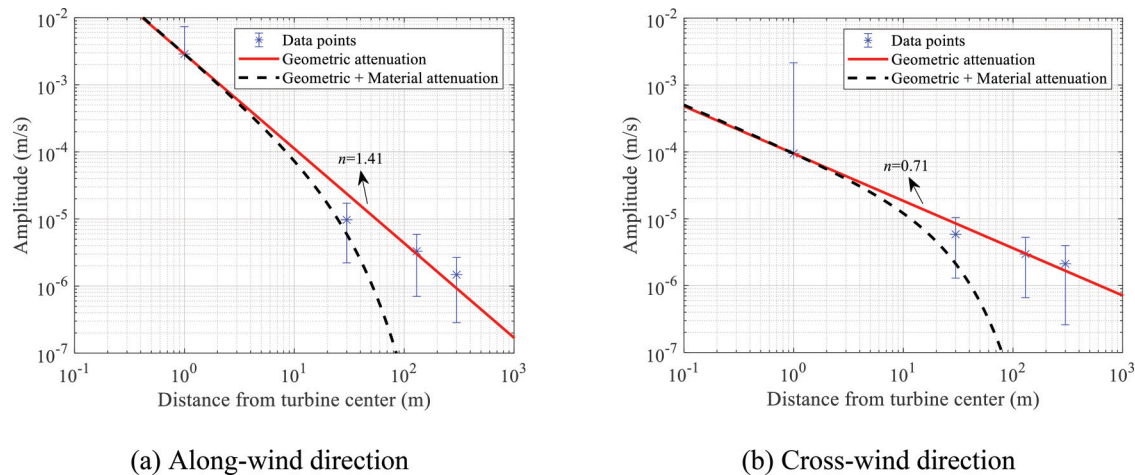 10^-2
10^-3
10^-4
10^-5
10^-6
10^-7
Amplitude (m/s)
Data points
Geometric attenuation
Geometric + Material attenuation
n=1.41
10^-1 10^0 10^1 10^2 10^3
Distance from turbine center (m)
(a) Along-wind direction
10^-2
10^-3
10^-4
10^-5
10^-6
10^-7
Amplitude (m/s)
Data points
Geometric attenuation
Geometric + Material attenuation
n=0.71
10^-1 10^0 10^1 10^2 10^3
Distance from turbine center (m)
(b) Cross-wind direction